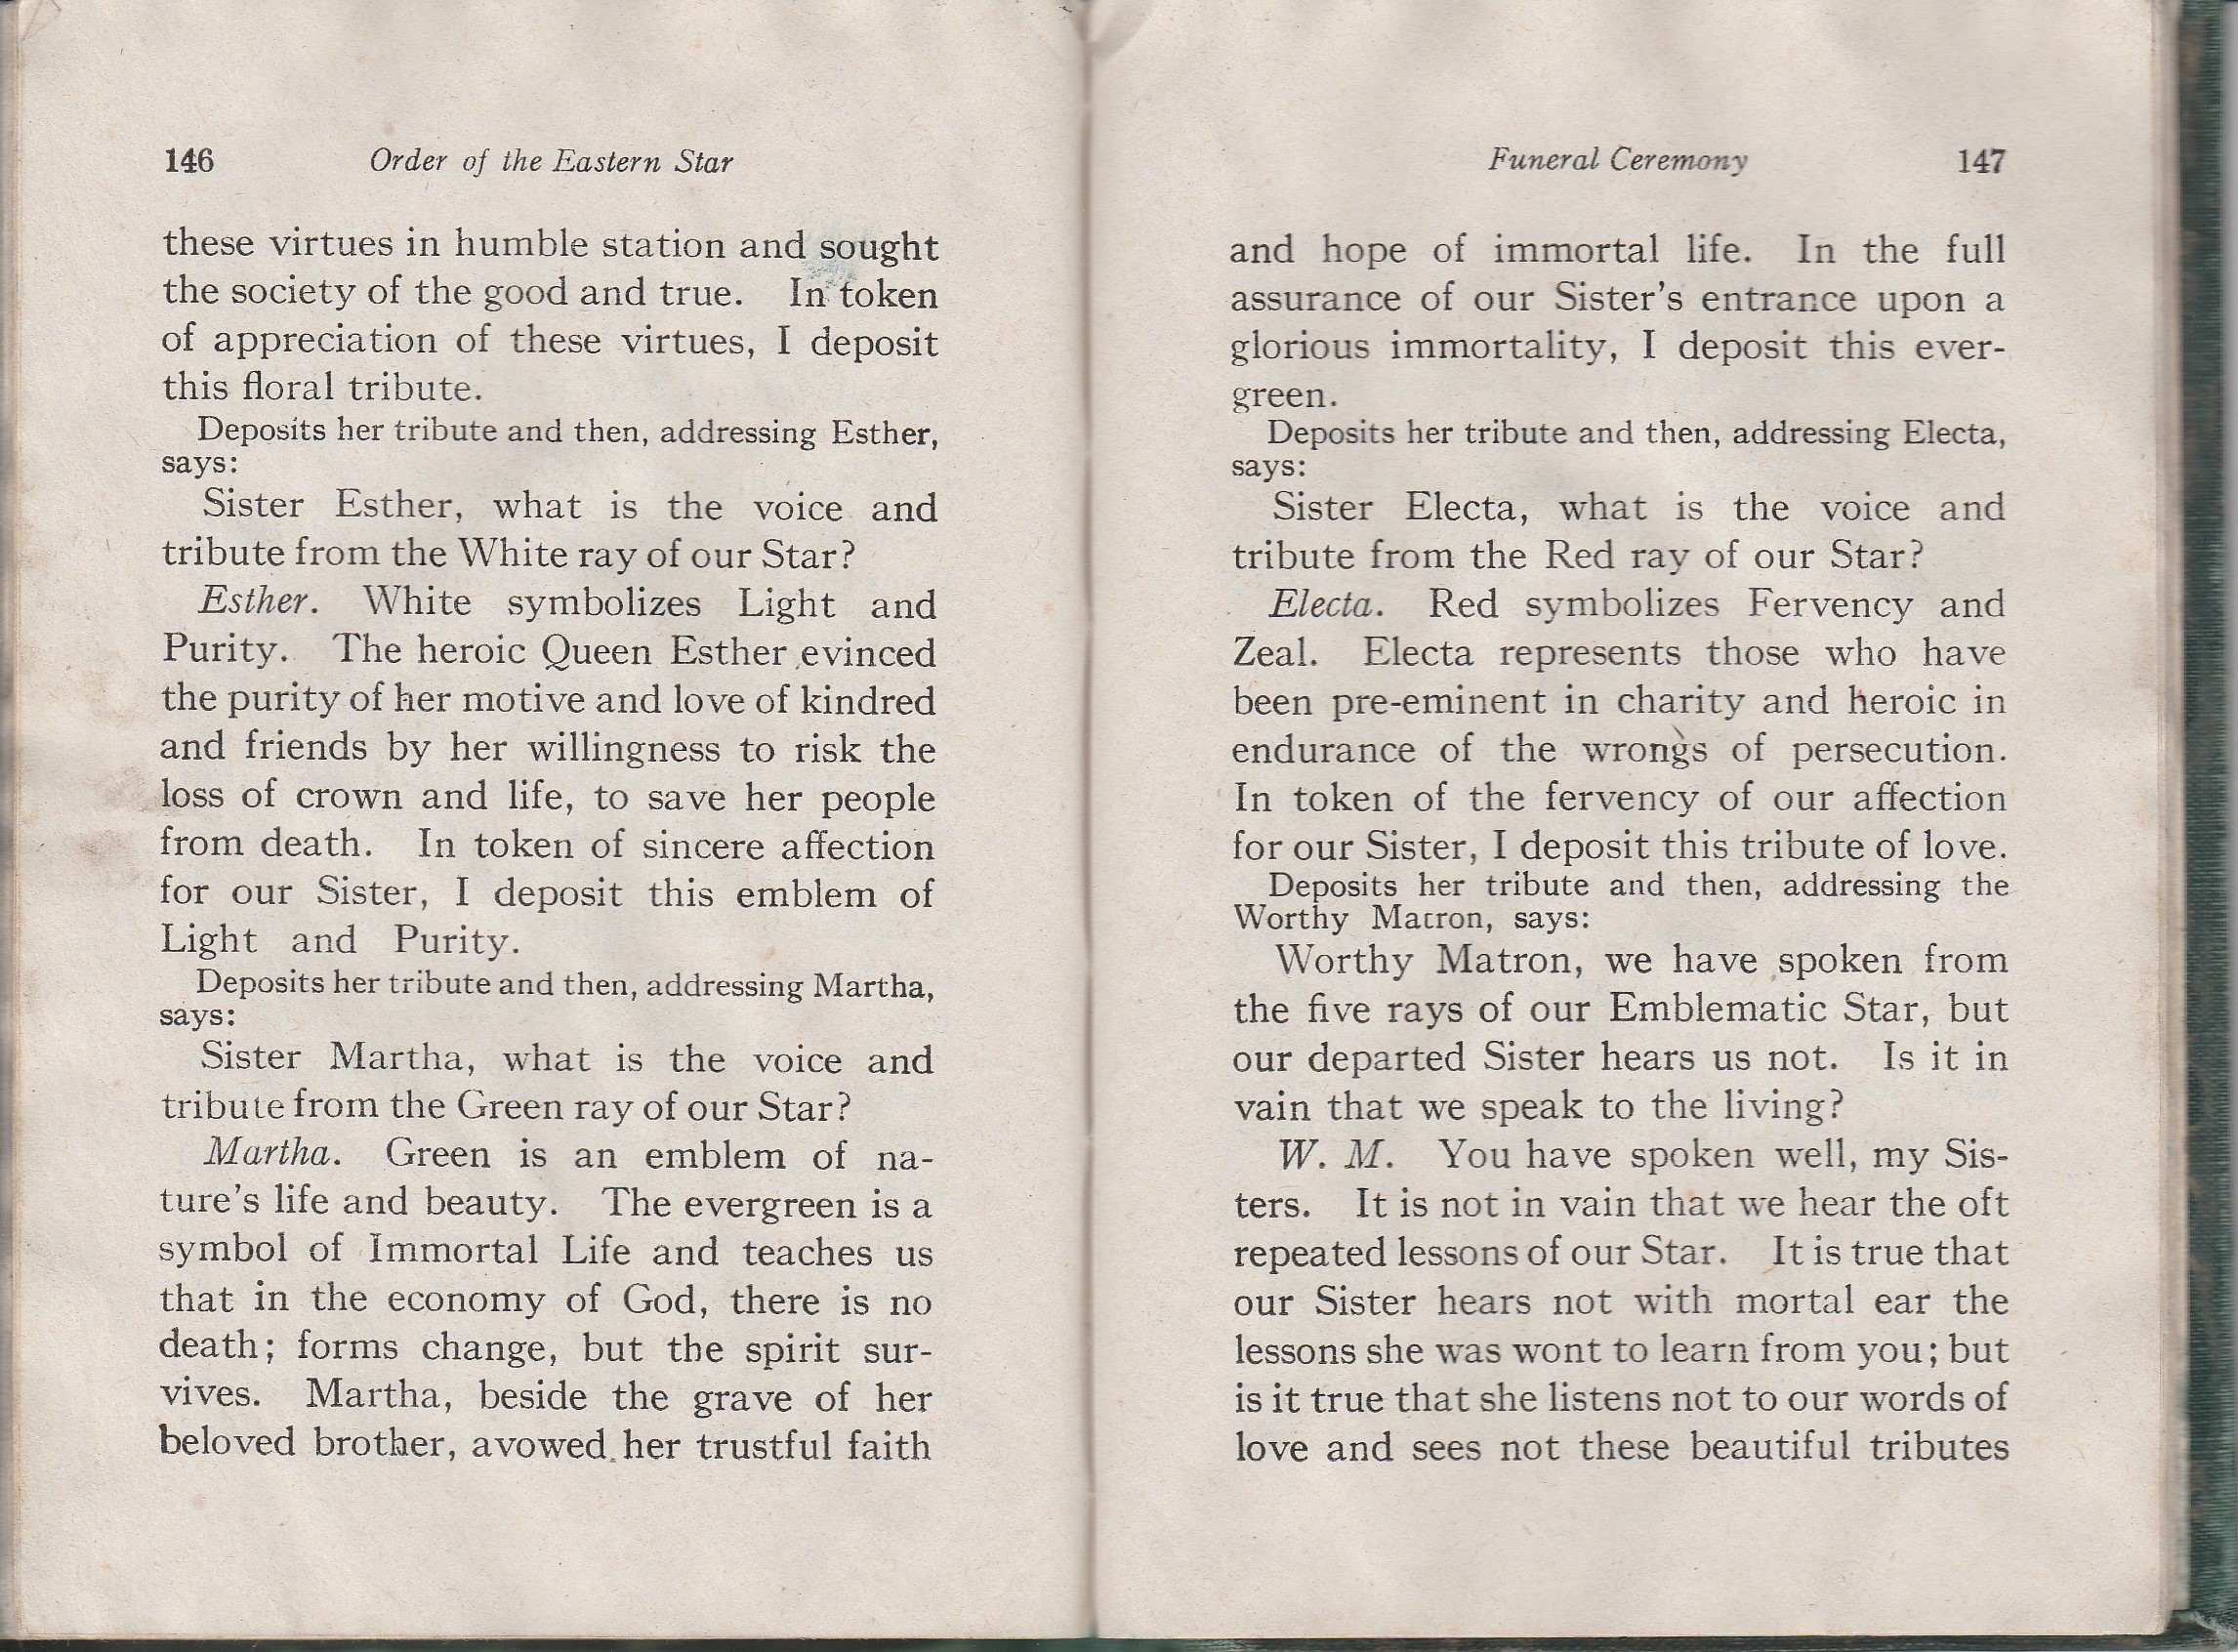 146 Order of the Eastern Star
these virtues in humble station and sought
the society of the good and true. In token
of appreciation of these virtues, I deposit
this floral tribute.
Deposits her tribute and then, addressing Esther,
says:
Sister Esther, what is the voice and
tribute from the White ray of our Star?
Esther. White symbolizes Light and
Purity. The heroic Queen Esther evinced
the purity of her motive and love of kindred
and friends by her willingness to risk the
loss of crown and life, to save her people
from death. In token of sincere affection
for our Sister, I deposit this emblem of
Light and Purity.
Deposits her tribute and then, addressing Martha,
says:
Sister Martha, what is the voice and
tribute from the Green ray of our Star?
Martha. Green is an emblem of na-
ture's life and beauty. The evergreen is a
symbol of Immortal Life and teaches us
that in the economy of God, there is no
death; forms change, but the spirit sur-
vives. Martha, beside the grave of her
beloved brother, avowed her trustful faith
Funeral Ceremony 147
and hope of immortal life. In the full
assurance of our Sister's entrance upon a
glorious immortality, I deposit this ever-
green.
Deposits her tribute and then, addressing Electa,
says:
Sister Electa, what is the voice and
tribute from the Red ray of our Star?
Electa. Red symbolizes Fervency and
Zeal. Electa represents those who have
been pre-eminent in charity and heroic in
endurance of the wrongs of persecution.
In token of the fervency of our affection
for our Sister, I deposit this tribute of love.
Deposits her tribute and then, addressing the
Worthy Matron, says:
Worthy Matron, we have spoken from
the five rays of our Emblematic Star, but
our departed Sister hears us not. Is it in
vain that we speak to the living?
W. M. You have spoken well, my Sis-
ters. It is not in vain that we hear the oft
repeated lessons of our Star. It is true that
our Sister hears not with mortal ear the
lessons she was wont to learn from you; but
is it true that she listens not to our words of
love and sees not these beautiful tributes